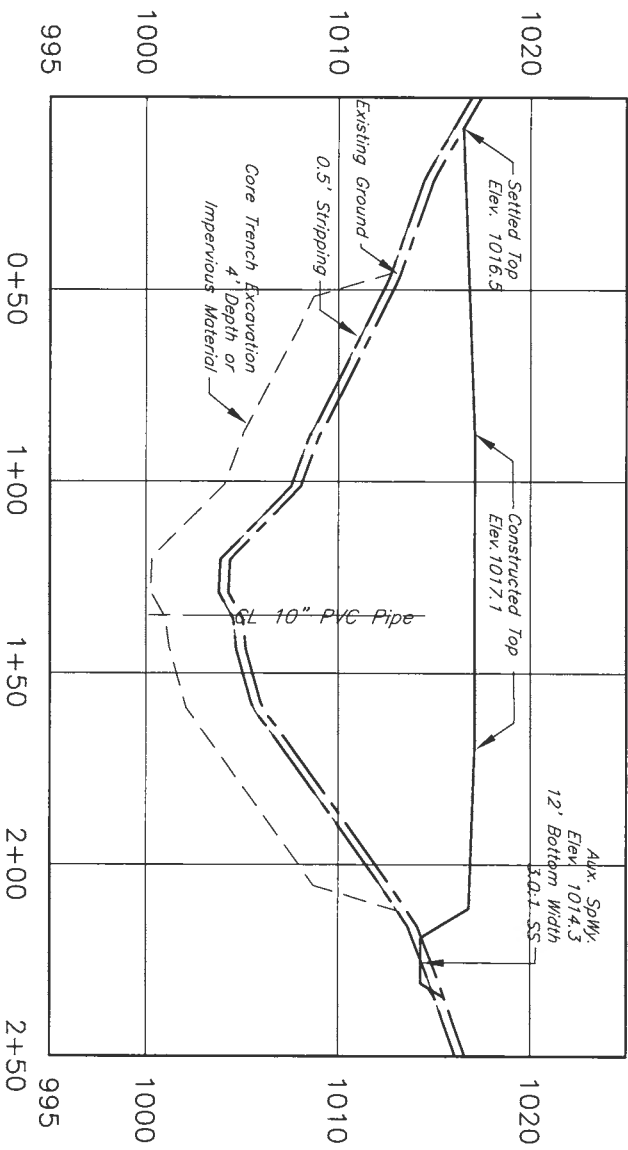 1020
1010
1000
995
Settled Top
Elev. 1016.5
Constructed Top
Elev.1017.1
Aux. SpWy.
Elev. 1014.3
12' Bottom Width
3.0:1 SS
Existing Ground
0.5' Stripping
Core Trench Excavation
4' Depth or
Impervious Material
CL 10" PVC Pipe
1020
1010
1000
995
0+50
1+00
1+50
2+00
2+50